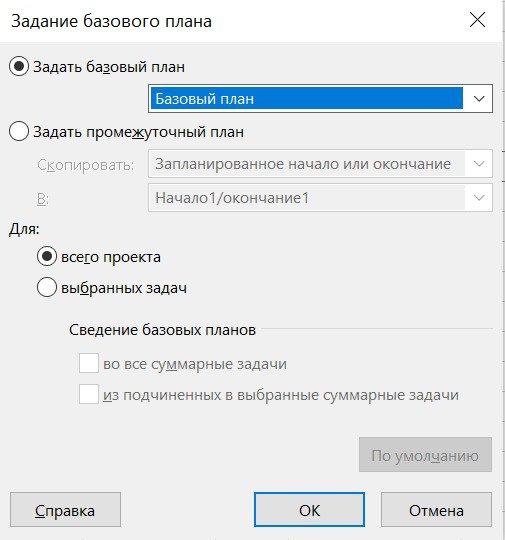 Задание базового плана
Задать базовый план
Базовый план
Задать промежуточный план
Скопировать:
Запланированное начало или окончание
В:
Начало1/окончание1
Для:
всего проекта
выбранных задач
Сведение базовых планов
во все суммарные задачи
из подчиненных в выбранные суммарные задачи
По умолчанию
Справка
ОК
Отмена